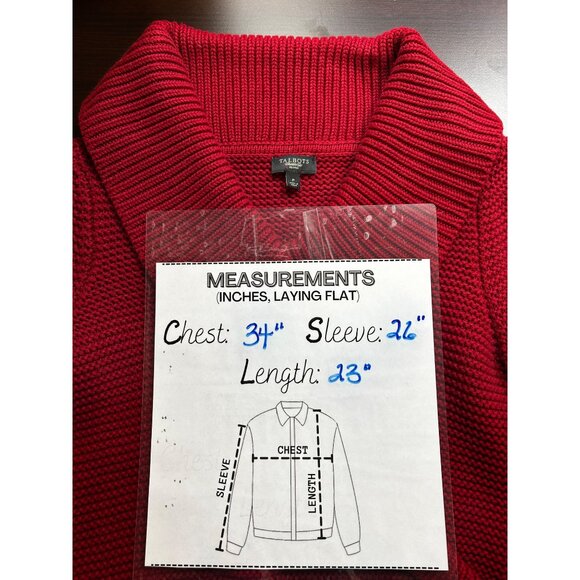 TALBOTS
P
MEASUREMENTS
(INCHES, LAYING FLAT)
Chest: 34" Sleeve: 26"
Length: 23"
CHEST
SLEEVE
LENGTH